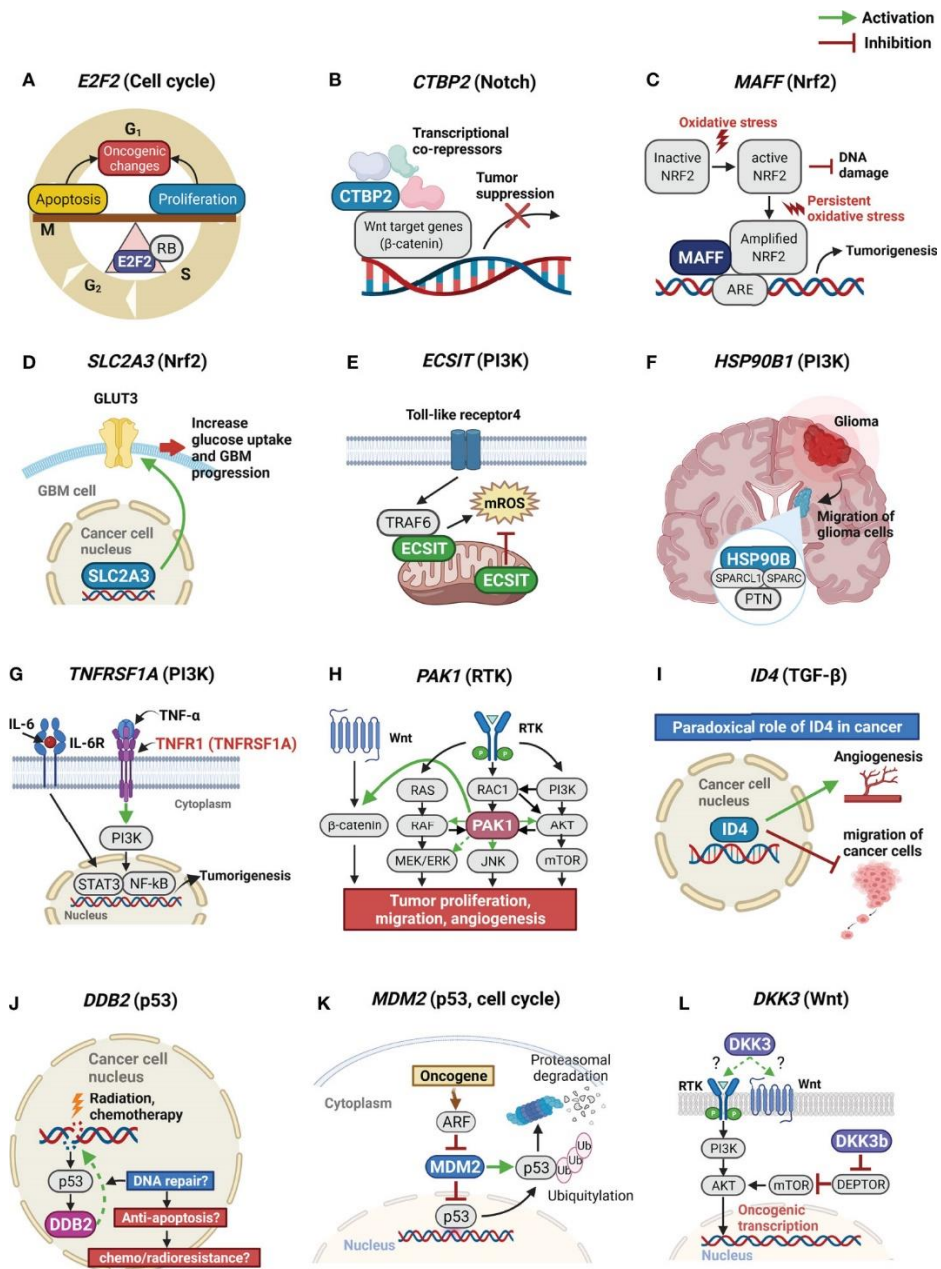 Activation
Inhibition
A
E2F2 (Cell cycle)
G1
Oncogenic
changes
Apoptosis
Proliferation
M
RB
E2F2
S
G2
B
CTBP2 (Notch)
Transcriptional
co-repressors
CTBP2
Tumor
suppression
Wnt target genes
(β-catenin)
C
MAFF (Nrf2)
Oxidative stress
Inactive
NRF2
active
NRF2
DNA
damage
Persistent
oxidative stress
MAFF
Amplified
NRF2
Tumorigenesis
ARE
D
SLC2A3 (Nrf2)
GLUT3
Increase
glucose uptake
and GBM
progression
GBM cell
Cancer cell
nucleus
SLC2A3
E
ECSIT (PI3K)
Toll-like receptor4
mROS
TRAF6
ECSIT
ECSIT
F
HSP90B1 (PI3K)
Glioma
Migration of
glioma cells
HSP90B
SPARCL1
SPARC
PTN
G
TNFRSF1A (PI3K)
IL-6
TNF-α
IL-6R
TNFR1 (TNFRSF1A)
Cytoplasm
PI3K
STAT3
NF-kB
Tumorigenesis
Nucleus
H
PAK1 (RTK)
Wnt
RTK
P
P
RAS
RAC1
PI3K
β-catenin
RAF
PAK1
AKT
MEK/ERK
JNK
mTOR
Tumor proliferation,
migration, angiogenesis
I
ID4 (TGF-β)
Paradoxical role of ID4 in cancer
Cancer cell
nucleus
Angiogenesis
ID4
migration of
cancer cells
J
DDB2 (p53)
Cancer cell
nucleus
Radiation,
chemotherapy
p53
DNA repair?
DDB2
Anti-apoptosis?
chemo/radioresistance?
K
MDM2 (p53, cell cycle)
Proteasomal
degradation
Oncogene
Cytoplasm
ARF
MDM2
p53
Ub
Ub
Ub
Ubiquitylation
p53
Nucleus
L
DKK3 (Wnt)
DKK3
?
?
RTK
Wnt
P
P
PI3K
DKK3b
AKT
mTOR
DEPTOR
Oncogenic
transcription
Nucleus